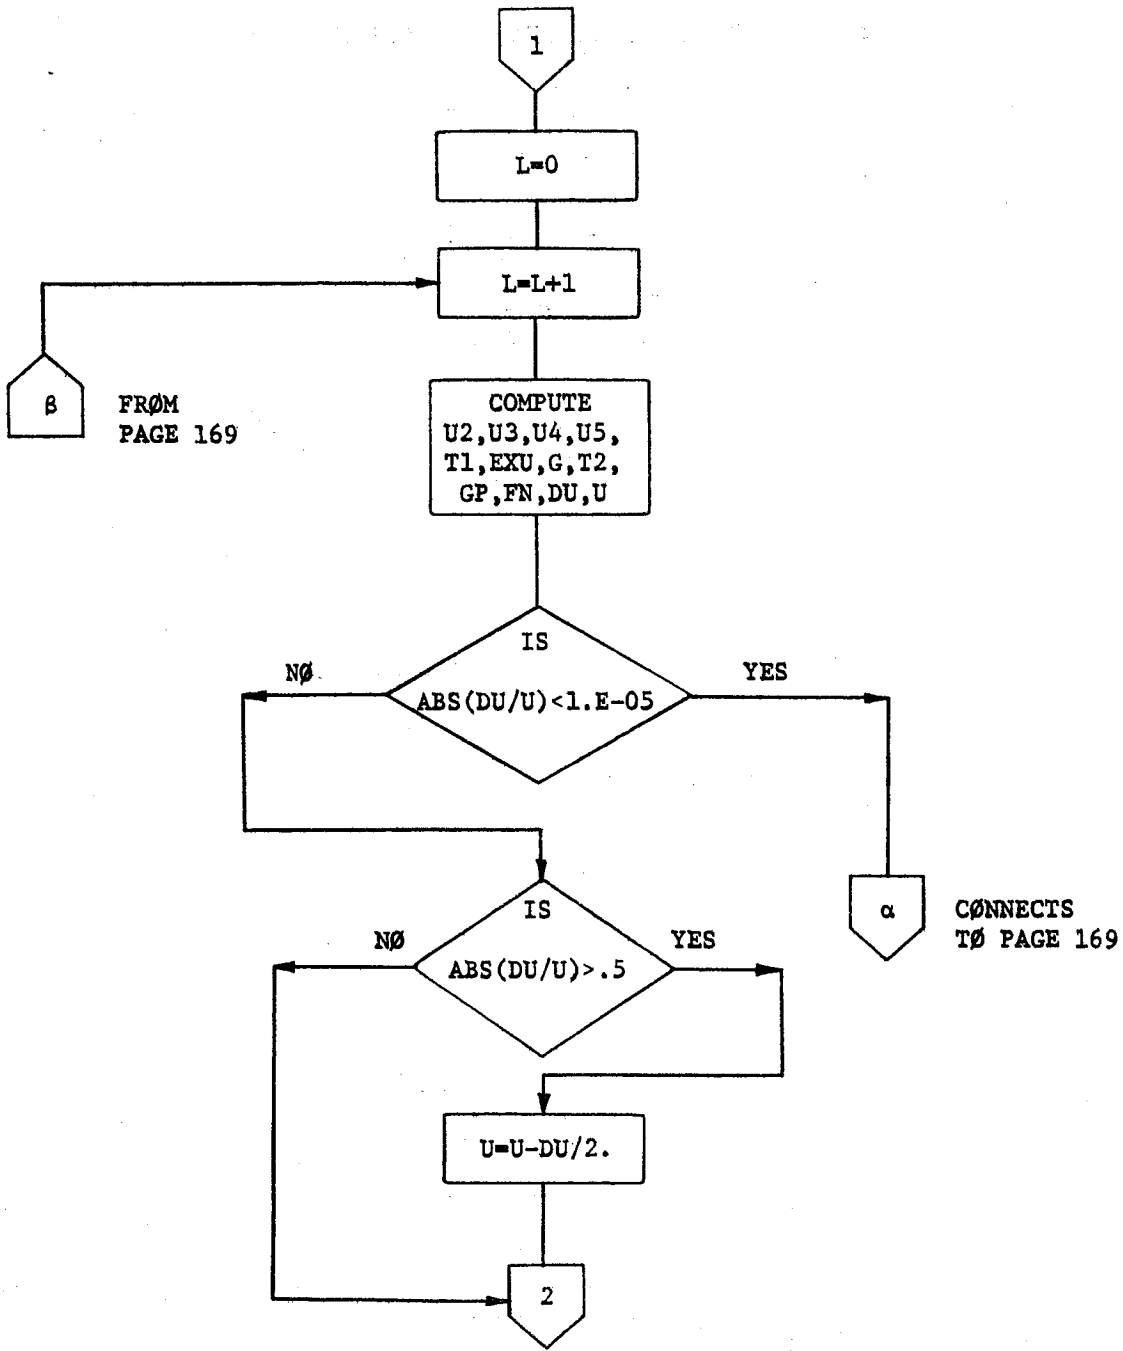 1
L=0
L=L+1
β
FRØM
PAGE 169
COMPUTE
U2,U3,U4,U5,
T1,EXU,G,T2,
GP,FN,DU,U
IS
ABS(DU/U)<1.E-05
NØ
YES
α
CØNNECTS
TØ PAGE 169
IS
ABS(DU/U)>.5
NØ
YES
U=U-DU/2.
2